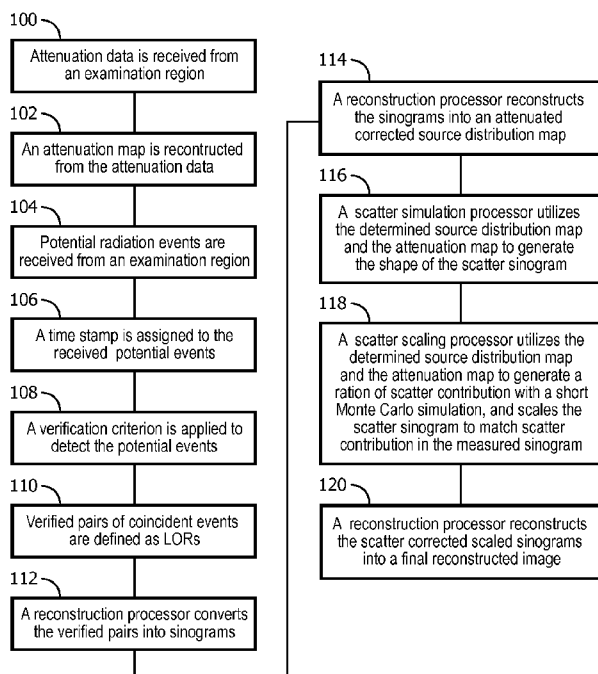 100
Attenuation data is received from
an examination region
102
An attenuation map is recontructed
from the attenuation data
104
Potential radiation events are
received from an examination region
106
A time stamp is assigned to the
received potential events
108
A verification criterion is applied to
detect the potential events
110
Verified pairs of coincident events
are defined as LORs
112
A reconstruction processor converts
the verified pairs into sinograms
114
A reconstruction processor reconstructs
the sinograms into an attenuated
corrected source distribution map
116
A scatter simulation processor utilizes
the determined source distribution map
and the attenuation map to generate
the shape of the scatter sinogram
118
A scatter scaling processor utilizes the
determined source distribution map
and the attenuation map to generate a
ration of scatter contribution with a short
Monte Carlo simulation, and scales the
scatter sinogram to match scatter
contribution in the measured sinogram
120
A reconstruction processor reconstructs
the scatter corrected scaled sinograms
into a final reconstructed image